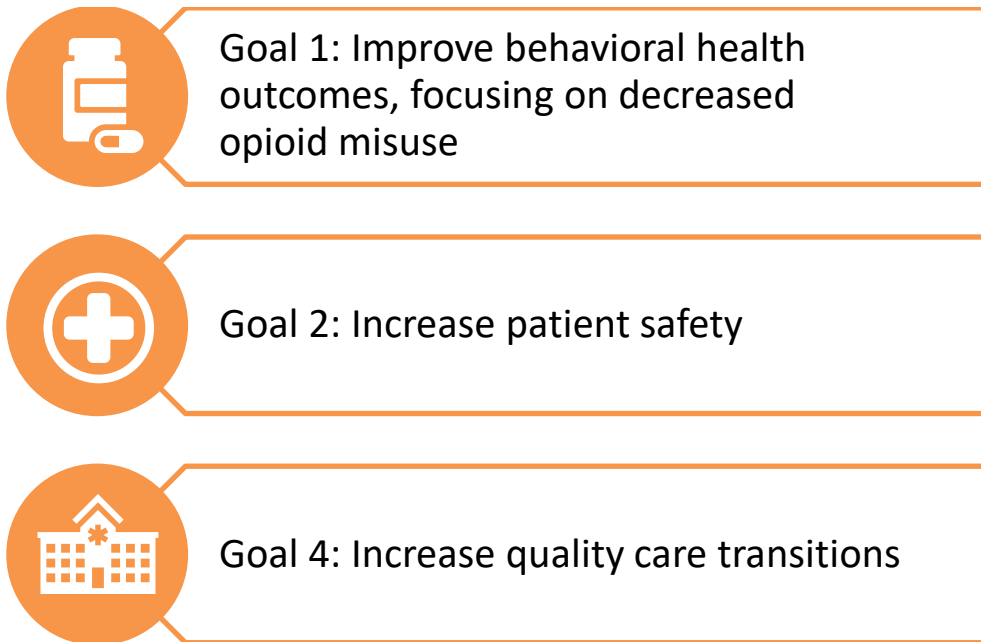 Goal 1: Improve behavioral health
outcomes, focusing on decreased
opioid misuse
Goal 2: Increase patient safety
Goal 4: Increase quality care transitions